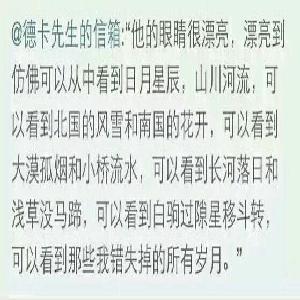 @德卡先生的信箱:“他的眼睛很漂亮，漂亮到
仿佛可以从中看到日月星辰，山川河流，可
以看到北国的风雪和南国的花开，可以看到
大漠孤烟和小桥流水，可以看到长河落日和
浅草没马蹄，可以看到白驹过隙星移斗转，
可以看到那些我错失掉的所有岁月。”